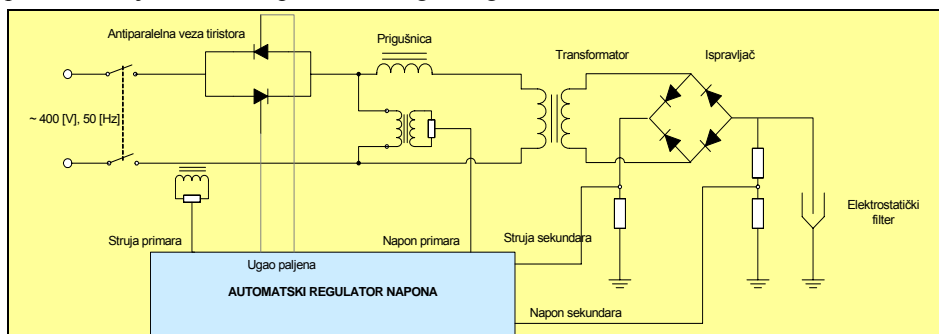 Antiparalelna veza tiristora
Prigušnica
Transformator
Ispravljač
~ 400 [V], 50 [Hz]
Elektrostatički
filter
Struja primara
Napon primara
Struja sekundara
Ugao paljena
AUTOMATSKI REGULATOR NAPONA
Napon sekundara